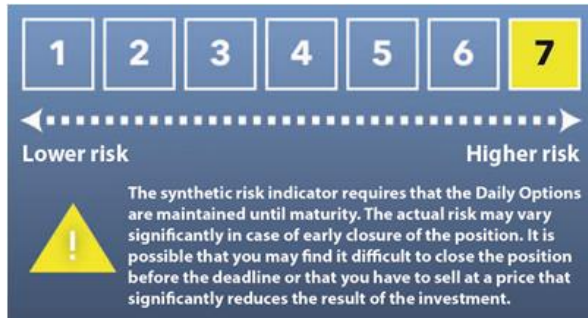 1 2 3 4 5 6 7
Lower risk Higher risk
!
The synthetic risk indicator requires that the Daily Options
are maintained until maturity. The actual risk may vary
significantly in case of early closure of the position. It is
possible that you may find it difficult to close the position
before the deadline or that you have to sell at a price that
significantly reduces the result of the investment.